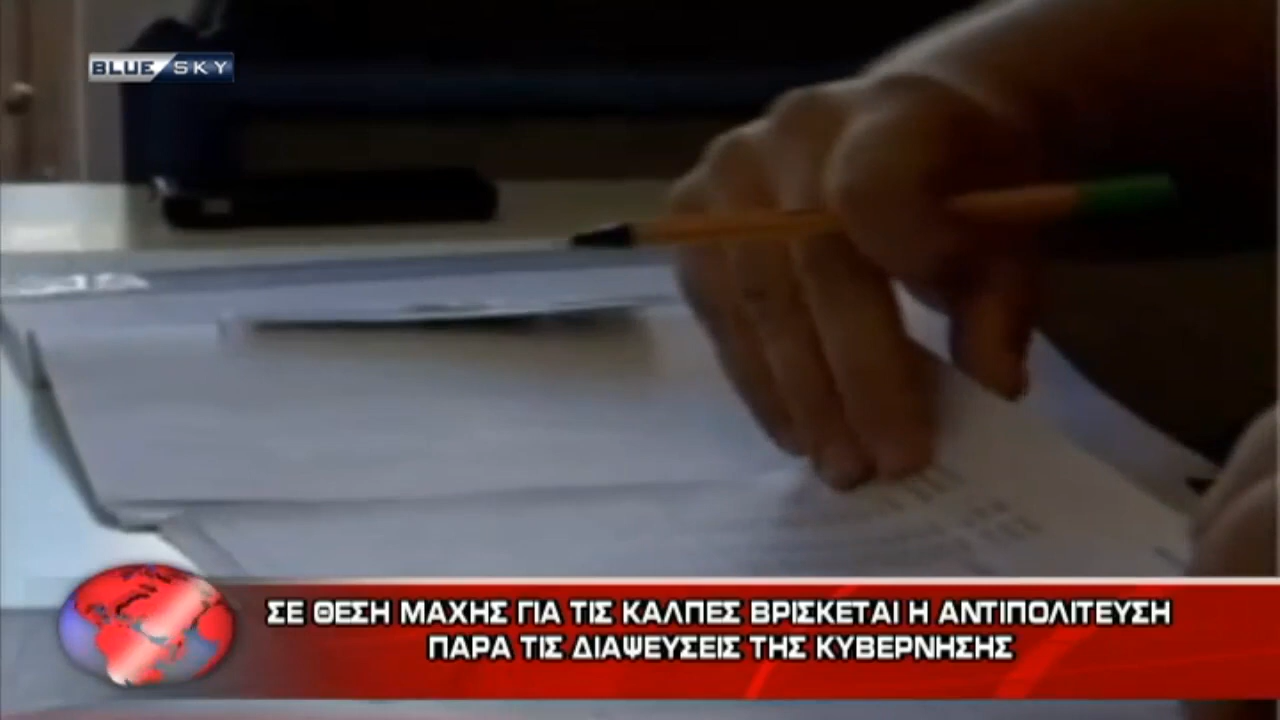 BLUE SKY
ΣΕ ΘΕΣΗ ΜΑΧΗΣ ΓΙΑ ΤΙΣ ΚΑΛΠΕΣ ΒΡΙΣΚΕΤΑΙ Η ΑΝΤΙΠΟΛΙΤΕΥΣΗ
ΠΑΡΑ ΤΙΣ ΔΙΑΨΕΥΣΕΙΣ ΤΗΣ ΚΥΒΕΡΝΗΣΗΣ